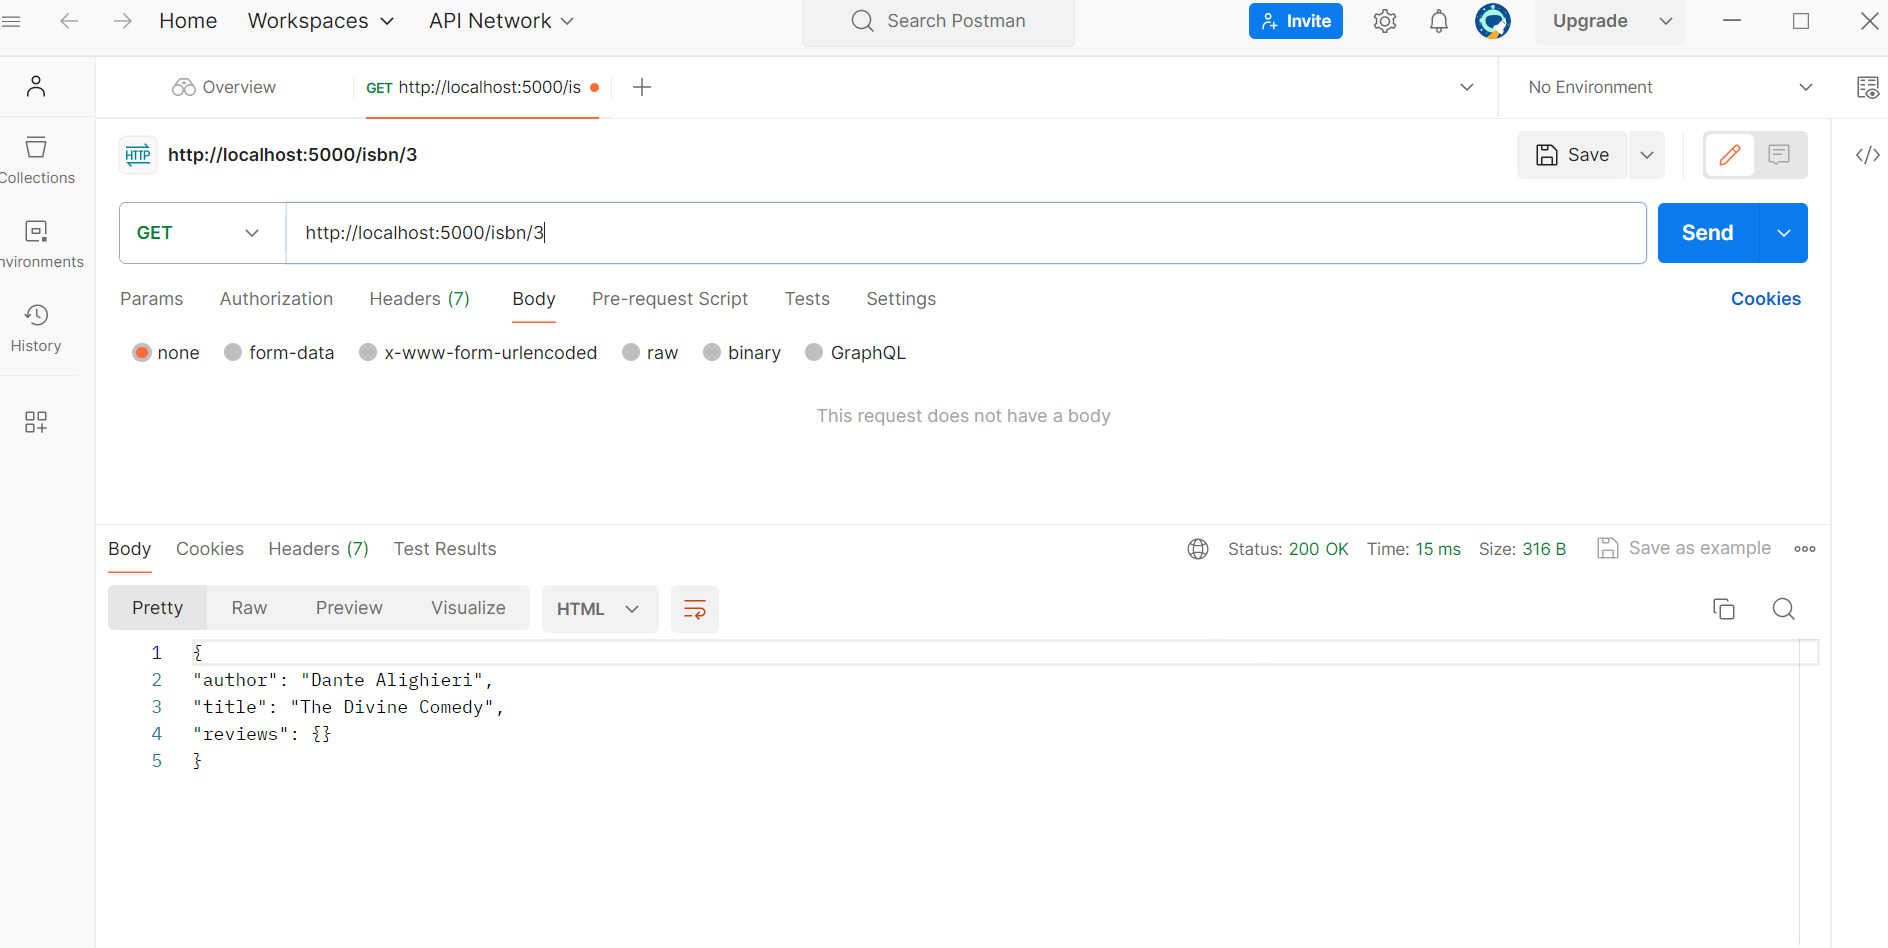 Home Workspaces API Network Search Postman Invite Upgrade
Overview GET http://localhost:5000/is No Environment
HTTP http://localhost:5000/isbn/3 Save
Collections
GET http://localhost:5000/isbn/3 Send
nvironments
Params Authorization Headers (7) Body Pre-request Script Tests Settings Cookies
History
none form-data x-www-form-urlencoded raw binary GraphQL
This request does not have a body
Body Cookies Headers (7) Test Results Status: 200 OK Time: 15 ms Size: 316 B Save as example
Pretty Raw Preview Visualize HTML
1 {
2 "author": "Dante Alighieri",
3 "title": "The Divine Comedy",
4 "reviews": {}
5 }